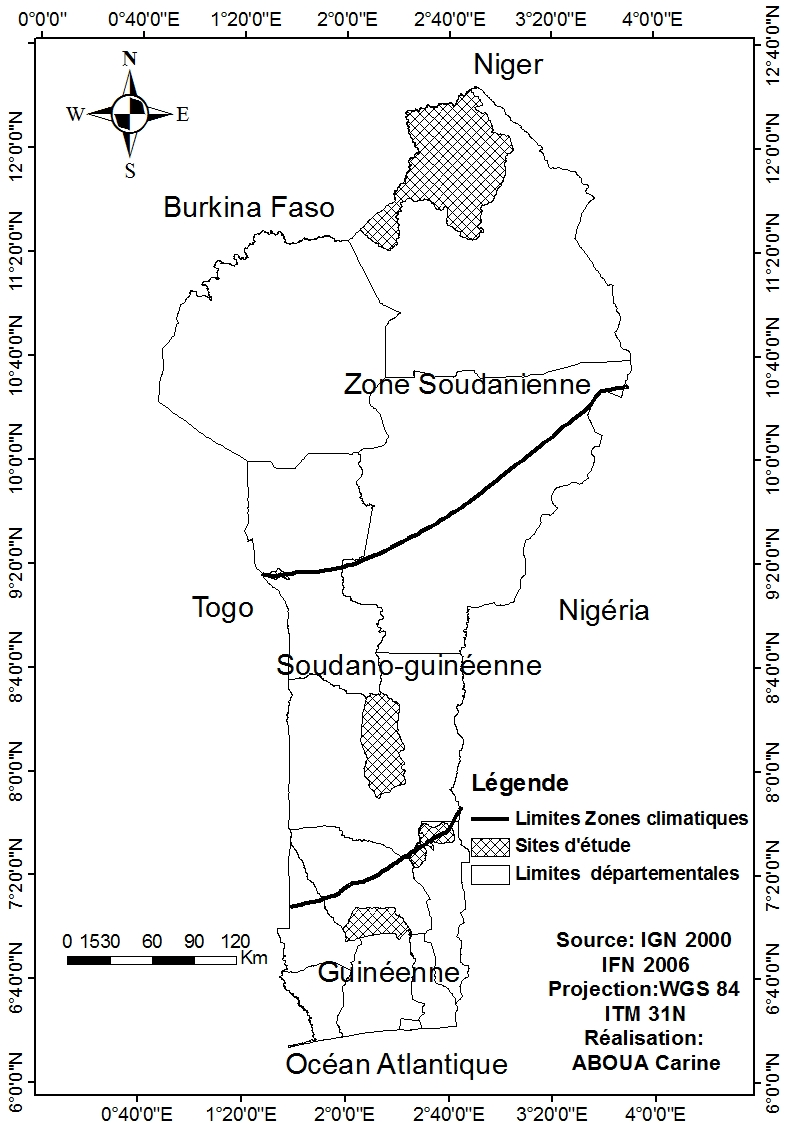 0°0'0" 0°40'0"E 1°20'0"E 2°0'0"E 2°40'0"E 3°20'0"E 4°0'0"E
12°40'0"N
12°40'0"N
N
W E
S
Niger
12°0'0"N
12°0'0"N
Burkina Faso
11°20'0"N
11°20'0"N
10°40'0"N
10°40'0"N
Zone Soudanienne
10°0'0"N
10°0'0"N
9°20'0"N
9°20'0"N
Togo
Nigéria
Soudano-guinéenne
8°40'0"N
8°40'0"N
8°0'0"N
8°0'0"N
Légende
Limites Zones climatiques
Sites d'étude
Limites départementales
7°20'0"N
7°20'0"N
0 1530 60 90 120
Km
Guinéenne
6°40'0"N
6°40'0"N
Source: IGN 2000
IFN 2006
Projection:WGS 84
ITM 31N
Réalisation:
ABOUA Carine
Océan Atlantique
6°0'0"N
6°0'0"N
0°40'0"E 1°20'0"E 2°0'0"E 2°40'0"E 3°20'0"E 4°0'0"E